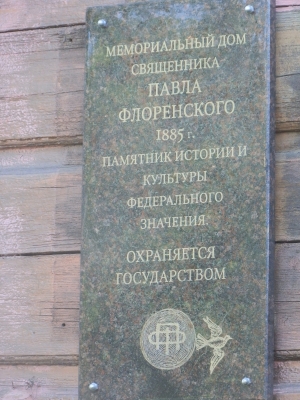 МЕМОРИАЛЬНЫЙ ДОМ
СВЯЩЕННИКА
ПАВЛА
ФЛОРЕНСКОГО
1885 г.
ПАМЯТНИК ИСТОРИИ И
КУЛЬТУРЫ
ФЕДЕРАЛЬНОГО
ЗНАЧЕНИЯ.
ОХРАНЯЕТСЯ
ГОСУДАРСТВОМ